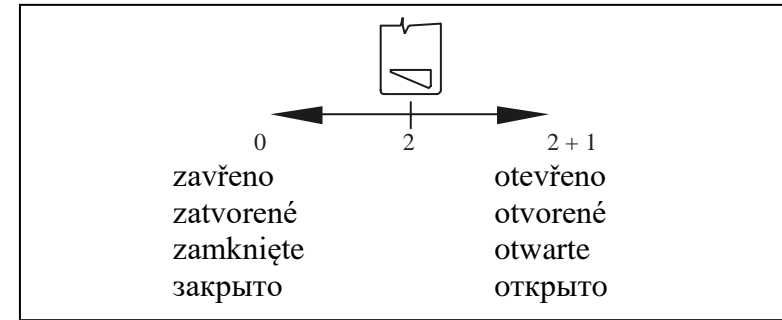 0 2 2 + 1
zavřeno otevřeno
zatvorené otvorené
zamknięte otwarte
закрыто открыто